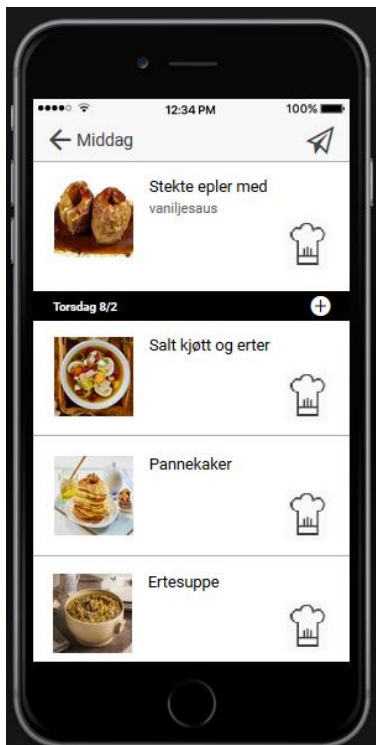 12:34 PM 100%
Middag
Stekte epler med
vaniljesaus
Torsdag 8/2
Salt kjøtt og erter
Pannekaker
Ertesuppe